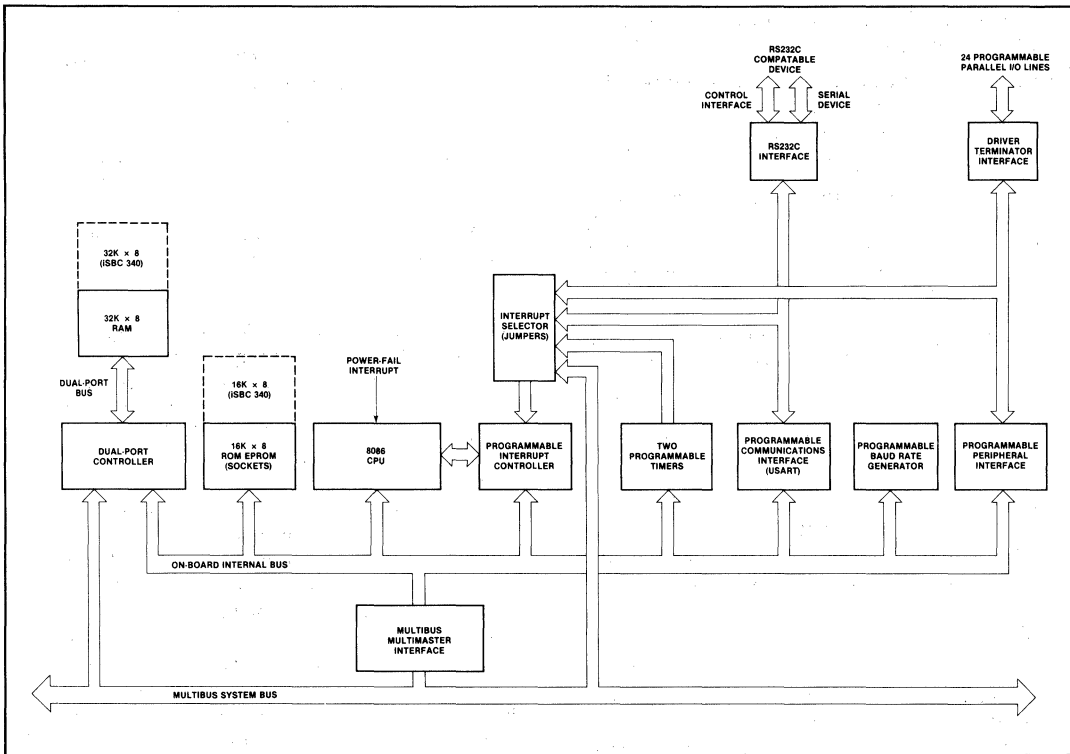 RS232C
COMPATABLE
DEVICE
24 PROGRAMMABLE
PARALLEL I/O LINES
CONTROL
INTERFACE
SERIAL
DEVICE
RS232C
INTERFACE
DRIVER
TERMINATOR
INTERFACE
32K × 8
(iSBC 340)
32K × 8
RAM
INTERRUPT
SELECTOR
(JUMPERS)
DUAL-PORT
BUS
16K × 8
(iSBC 340)
POWER-FAIL
INTERRUPT
DUAL-PORT
CONTROLLER
16K × 8
ROM EPROM
(SOCKETS)
8086
CPU
PROGRAMMABLE
INTERRUPT
CONTROLLER
TWO
PROGRAMMABLE
TIMERS
PROGRAMMABLE
COMMUNICATIONS
INTERFACE
(USART)
PROGRAMMABLE
BAUD RATE
GENERATOR
PROGRAMMABLE
PERIPHERAL
INTERFACE
ON-BOARD INTERNAL BUS
MULTIBUS
MULTIMASTER
INTERFACE
MULTIBUS SYSTEM BUS